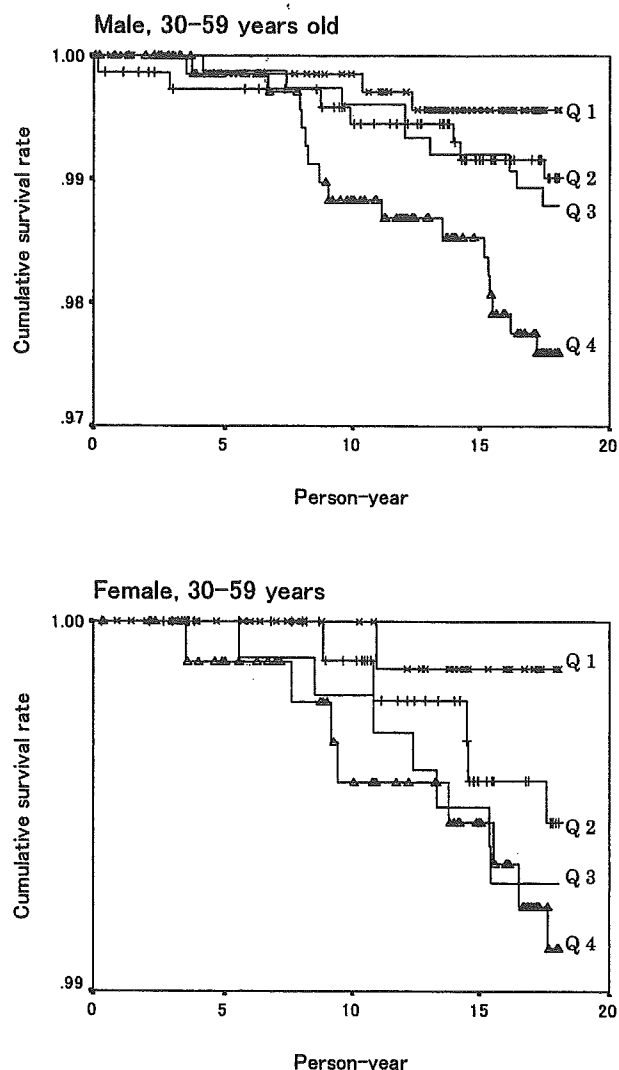 Male, 30-59 years old
Cumulative survival rate
1.00
.99
.98
.97
Q 1
Q 2
Q 3
Q 4
0 5 10 15 20
Person-year
Female, 30-59 years
Cumulative survival rate
1.00
.99
Q 1
Q 2
Q 3
Q 4
0 5 10 15 20
Person-year